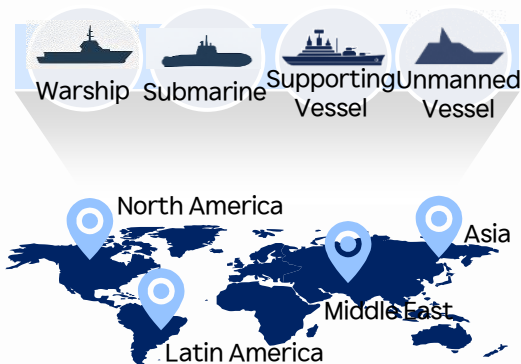 Warship
Submarine
Supporting
Vessel
Unmanned
Vessel
North America
Asia
Middle East
Latin America